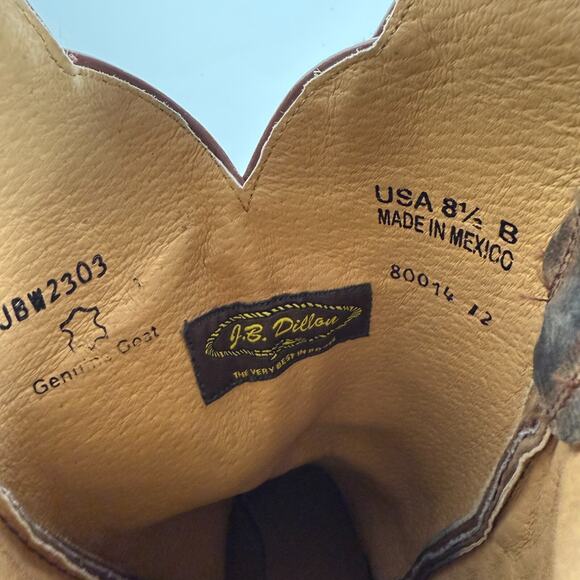 USA 8½ B
MADE IN MEXICO
80014 12
JBW2303
Genuine Goat
J.B. Dillon
THE VERY BEST IN BOOTS